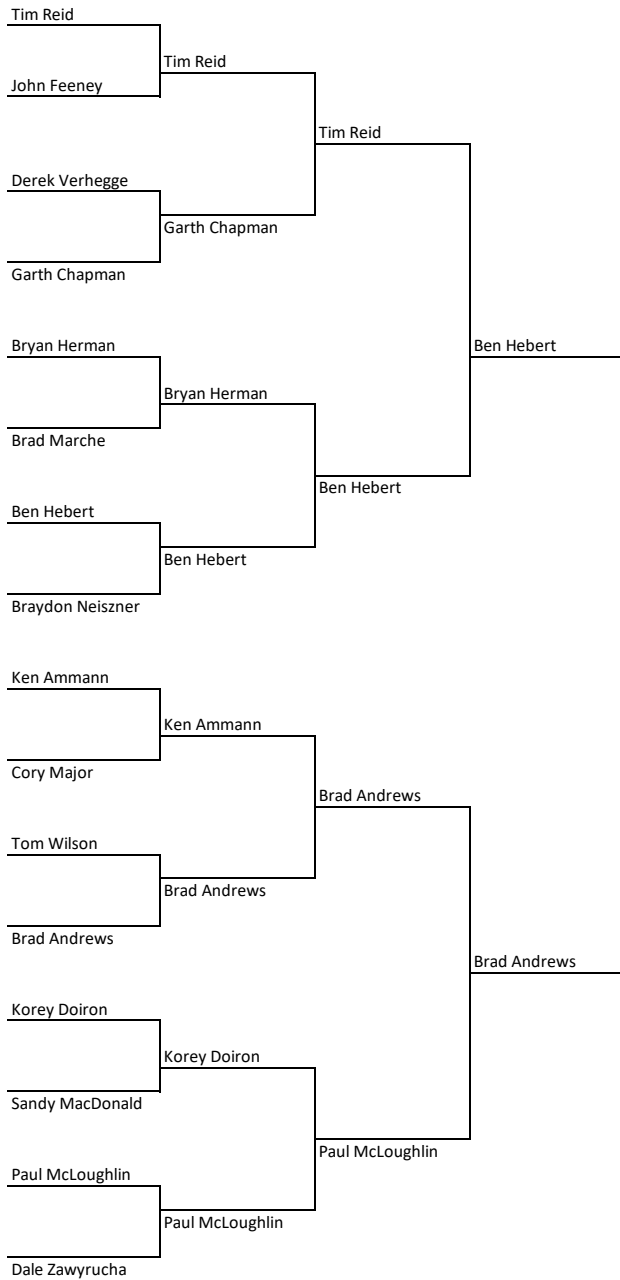 Tim Reid
Tim Reid
John Feeney
Tim Reid
Derek Verhegge
Garth Chapman
Garth Chapman
Bryan Herman
Ben Hebert
Bryan Herman
Brad Marche
Ben Hebert
Ben Hebert
Ben Hebert
Braydon Neiszner
Ken Ammann
Ken Ammann
Cory Major
Brad Andrews
Tom Wilson
Brad Andrews
Brad Andrews
Brad Andrews
Korey Doiron
Korey Doiron
Sandy MacDonald
Paul McLoughlin
Paul McLoughlin
Paul McLoughlin
Dale Zawyrucha